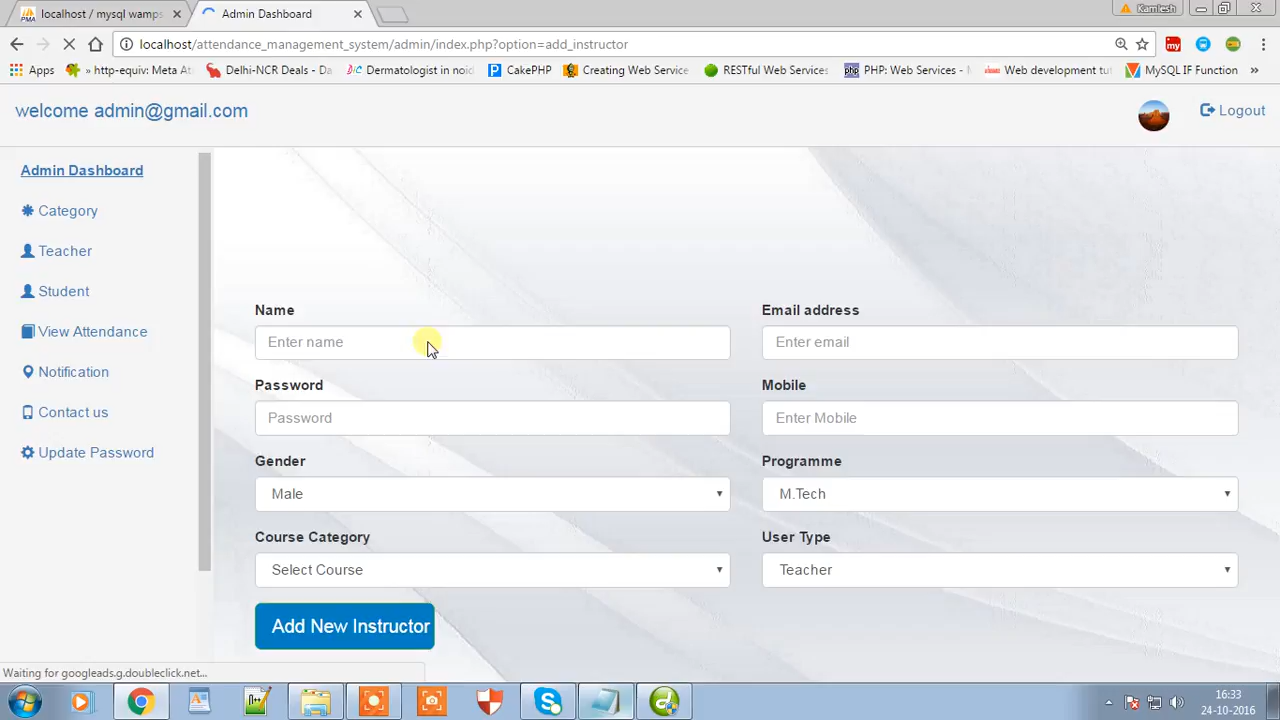 localhost / mysql wamps
Admin Dashboard
Kamlesh
localhost/attendance_management_system/admin/index.php?option=add_instructor
Apps
» http-equiv: Meta At
Delhi-NCR Deals - Da
Dermatologist in noid
CakePHP
Creating Web Service
RESTful Web Services
PHP: Web Services - M
Web development tut
MySQL IF Function
»
welcome admin@gmail.com
Logout
Admin Dashboard
Category
Teacher
Student
View Attendance
Notification
Contact us
Update Password
Name
Email address
Enter name
Enter email
Password
Mobile
Password
Enter Mobile
Gender
Programme
Male
M.Tech
Course Category
User Type
Select Course
Teacher
Add New Instructor
Waiting for googleads.g.doubleclick.net...
16:33
24-10-2016